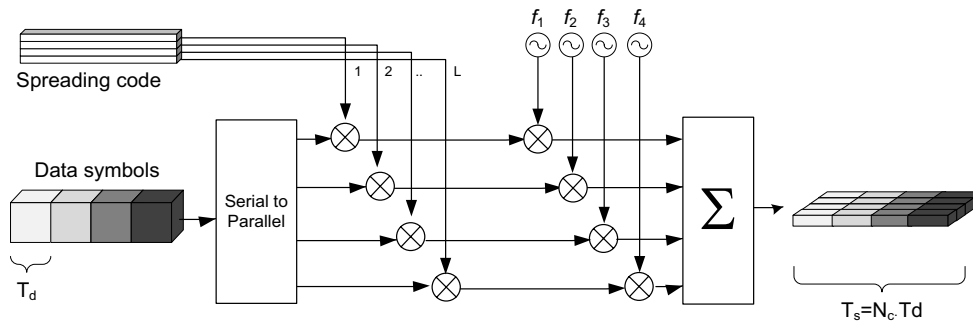 f1 f2 f3 f4
Spreading code
1 2 .. L
Data symbols
Serial to
Parallel
Σ
Td
Ts=Nc.Td